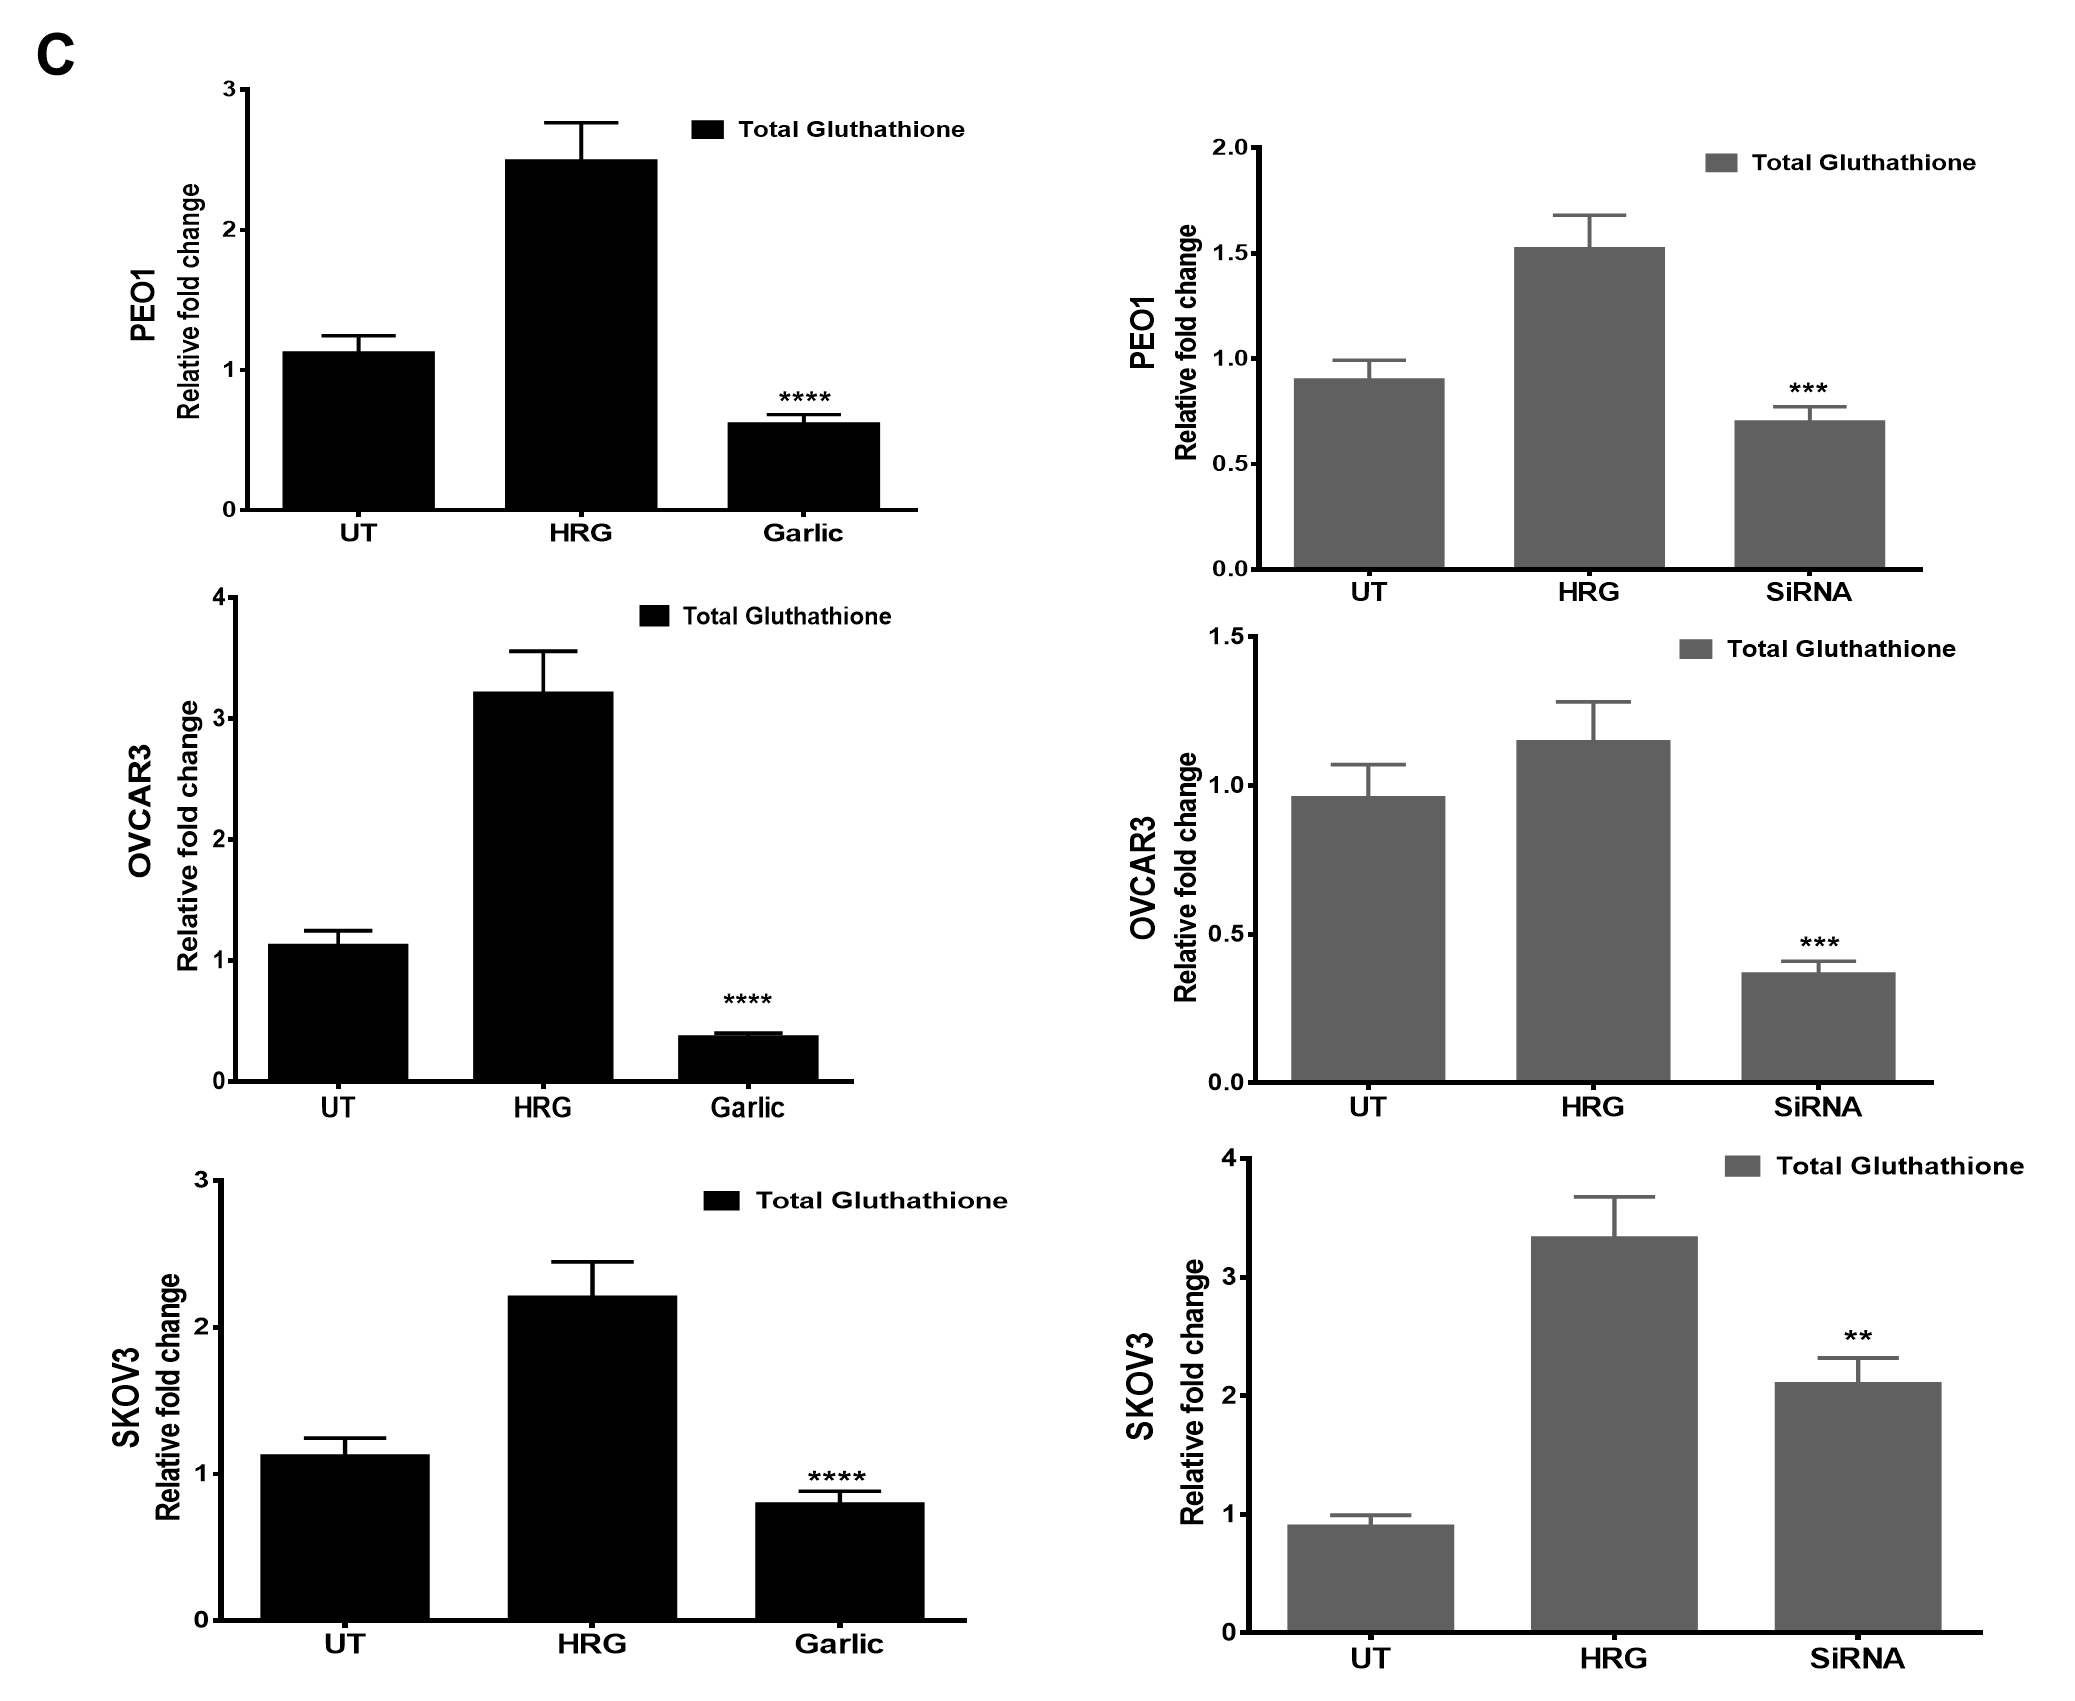 C
PEO1
Relative fold change
3
2
1
0
Total Gluthathione
****
UT HRG Garlic
PEO1
Relative fold change
2.0
1.5
1.0
0.5
0.0
Total Gluthathione
***
UT HRG SiRNA
OVCAR3
Relative fold change
4
3
2
1
0
Total Gluthathione
****
UT HRG Garlic
OVCAR3
Relative fold change
1.5
1.0
0.5
0.0
Total Gluthathione
***
UT HRG SiRNA
SKOV3
Relative fold change
3
2
1
0
Total Gluthathione
****
UT HRG Garlic
SKOV3
Relative fold change
4
3
2
1
0
Total Gluthathione
**
UT HRG SiRNA